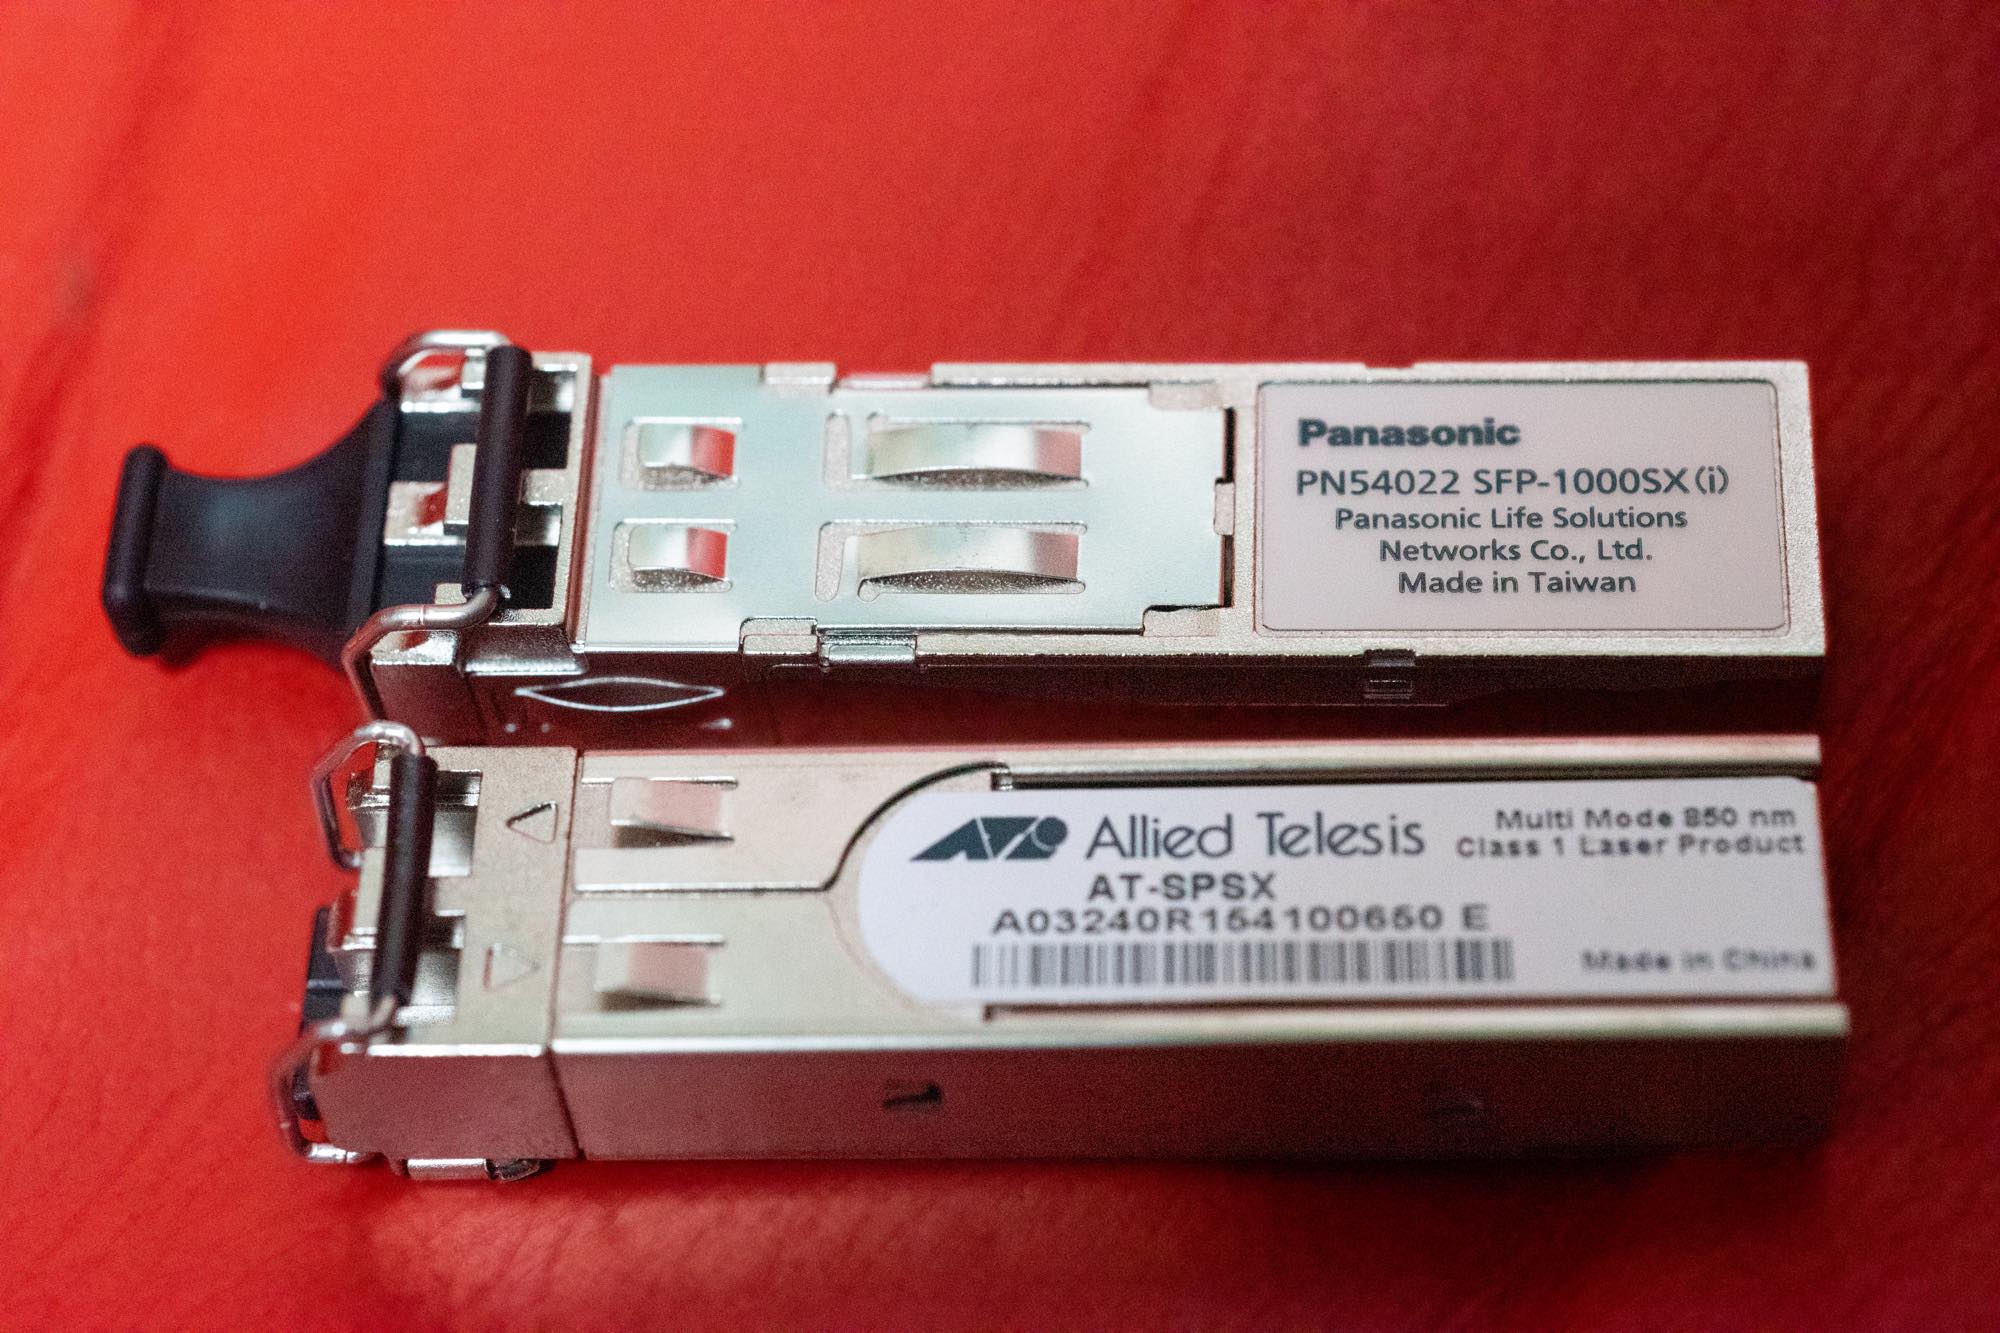 Panasonic
PN54022 SFP-1000SX(i)
Panasonic Life Solutions
Networks Co., Ltd.
Made in Taiwan
Allied Telesis
Multi Mode 850 nm
Class 1 Laser Product
AT-SPSX
A03240R154100650 E
Made in China